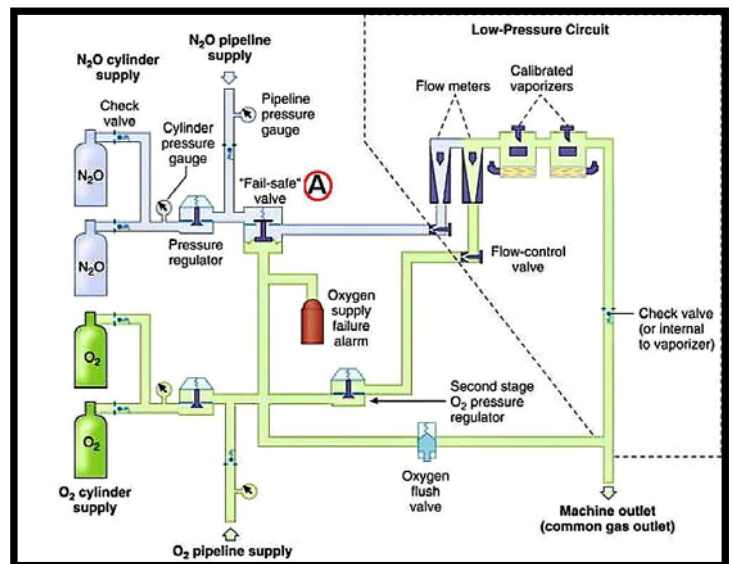 Low-Pressure Circuit
N2O pipeline
supply
N2O cylinder
supply
Check
valve
Cylinder
pressure
gauge
Pipeline
pressure
gauge
Flow meters
Calibrated
vaporizers
N2O
"Fail-safe"
valve
A
N2O
Pressure
regulator
Flow-control
valve
Oxygen
supply
failure
alarm
Check valve
(or internal
to vaporizer)
O2
O2
Second stage
O2 pressure
regulator
O2 cylinder
supply
Oxygen
flush
valve
O2 pipeline supply
Machine outlet
(common gas outlet)